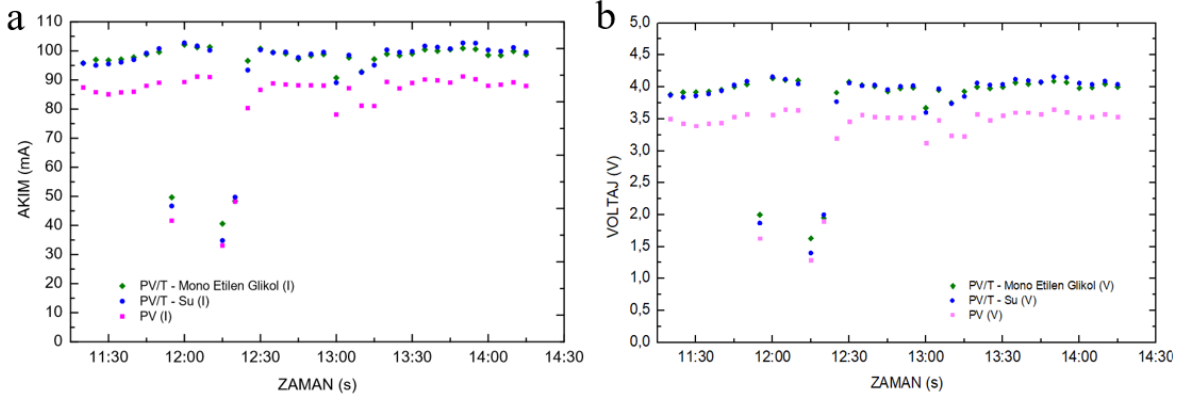 a
110
100
90
80
70
60
50
40
30
20
10
0
AKIM (mA)
PV/T - Mono Etilen Glikol (I)
PV/T - Su (I)
PV (I)
11:30 12:00 12:30 13:00 13:30 14:00 14:30
ZAMAN (s)
b
5,0
4,5
4,0
3,5
3,0
2,5
2,0
1,5
1,0
0,5
0,0
VOLTAJ (V)
PV/T - Mono Etilen Glikol (V)
PV/T - Su (V)
PV (V)
11:30 12:00 12:30 13:00 13:30 14:00 14:30
ZAMAN (s)